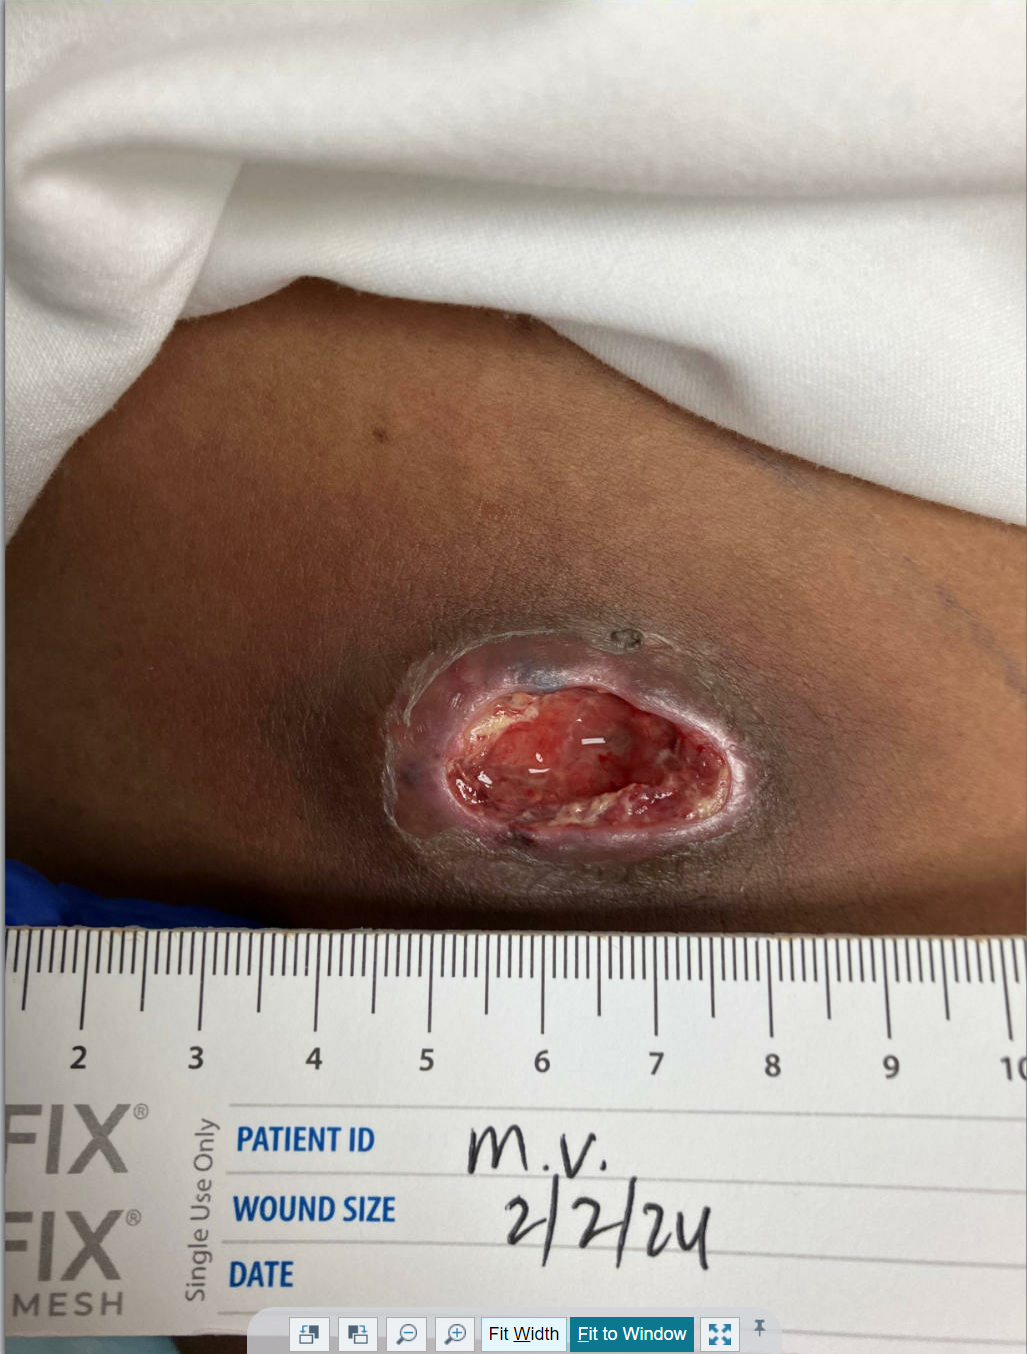 2 3 4 5 6 7 8 9 10
FIX®
FIX®
MESH
Single Use Only
PATIENT ID M.V.
WOUND SIZE 2/2/24
DATE
Fit Width Fit to Window